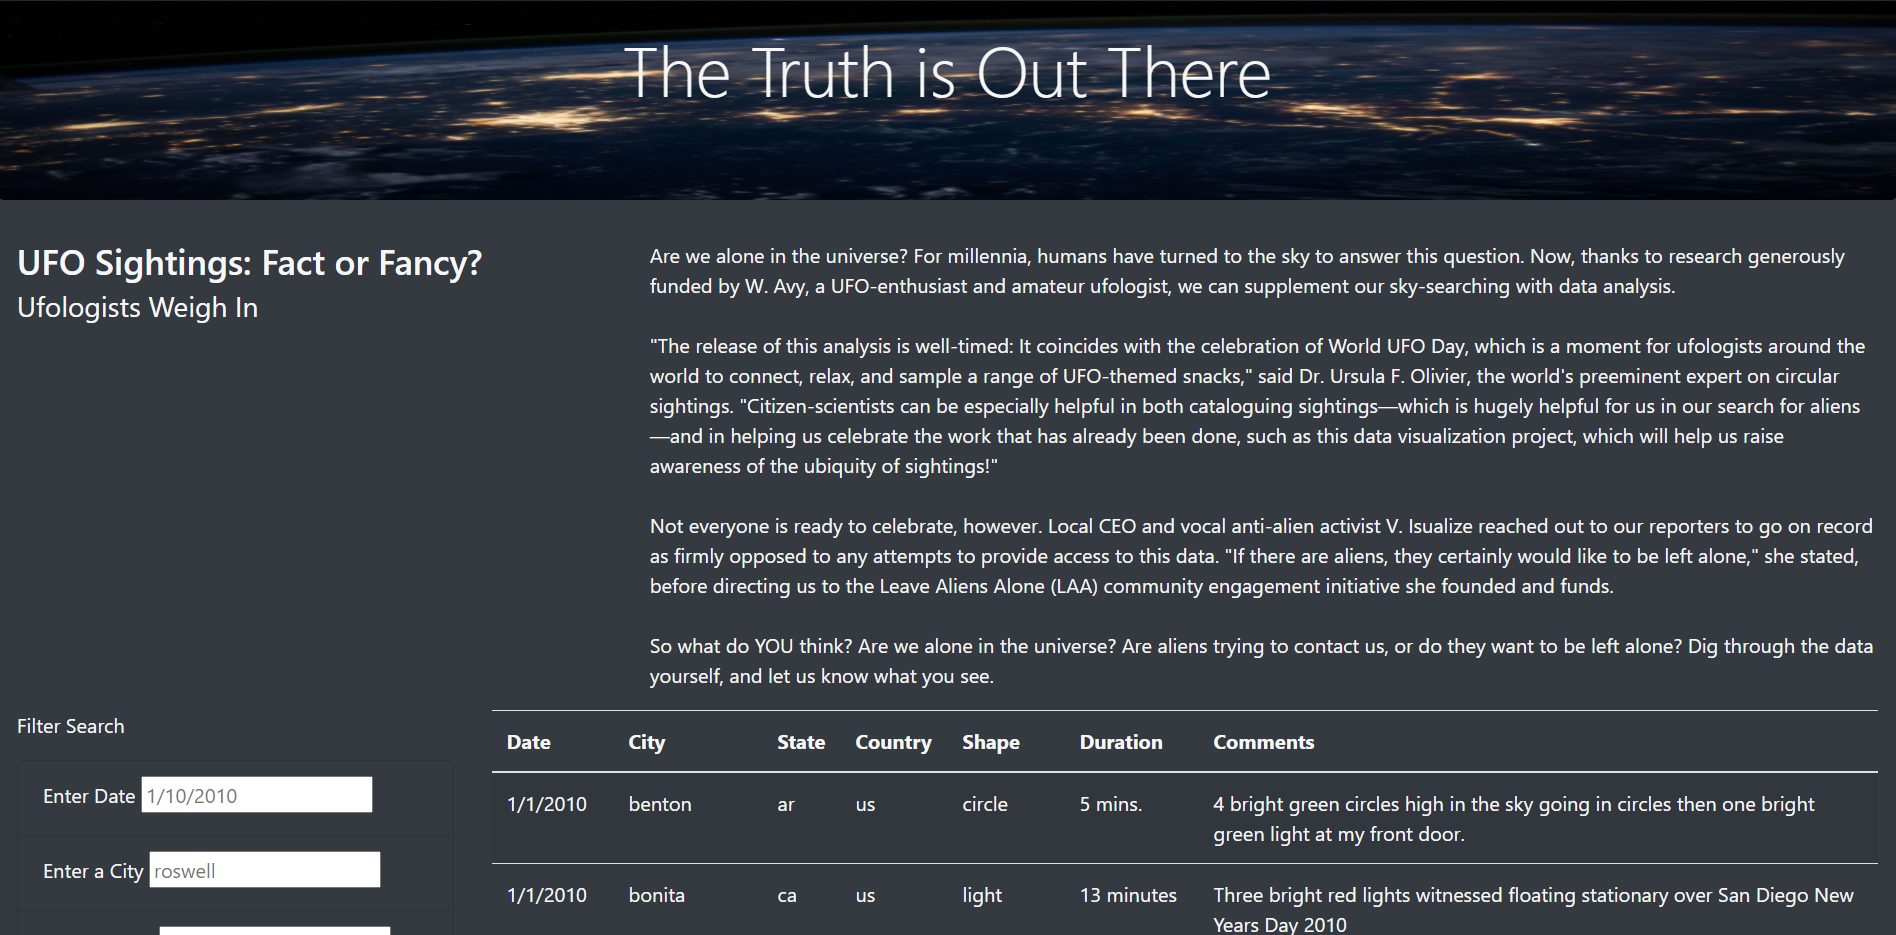 The Truth is Out There
UFO Sightings: Fact or Fancy?
Ufologists Weigh In
Are we alone in the universe? For millennia, humans have turned to the sky to answer this question. Now, thanks to research generously
funded by W. Avy, a UFO-enthusiast and amateur ufologist, we can supplement our sky-searching with data analysis.
"The release of this analysis is well-timed: It coincides with the celebration of World UFO Day, which is a moment for ufologists around the
world to connect, relax, and sample a range of UFO-themed snacks," said Dr. Ursula F. Olivier, the world's preeminent expert on circular
sightings. "Citizen-scientists can be especially helpful in both cataloguing sightings—which is hugely helpful for us in our search for aliens
—and in helping us celebrate the work that has already been done, such as this data visualization project, which will help us raise
awareness of the ubiquity of sightings!"
Not everyone is ready to celebrate, however. Local CEO and vocal anti-alien activist V. Isualize reached out to our reporters to go on record
as firmly opposed to any attempts to provide access to this data. "If there are aliens, they certainly would like to be left alone," she stated,
before directing us to the Leave Aliens Alone (LAA) community engagement initiative she founded and funds.
So what do YOU think? Are we alone in the universe? Are aliens trying to contact us, or do they want to be left alone? Dig through the data
yourself, and let us know what you see.
Filter Search
Enter Date 1/10/2010
Enter a City roswell
Date City State Country Shape Duration Comments
1/1/2010 benton ar us circle 5 mins. 4 bright green circles high in the sky going in circles then one bright
green light at my front door.
1/1/2010 bonita ca us light 13 minutes Three bright red lights witnessed floating stationary over San Diego New
Years Day 2010